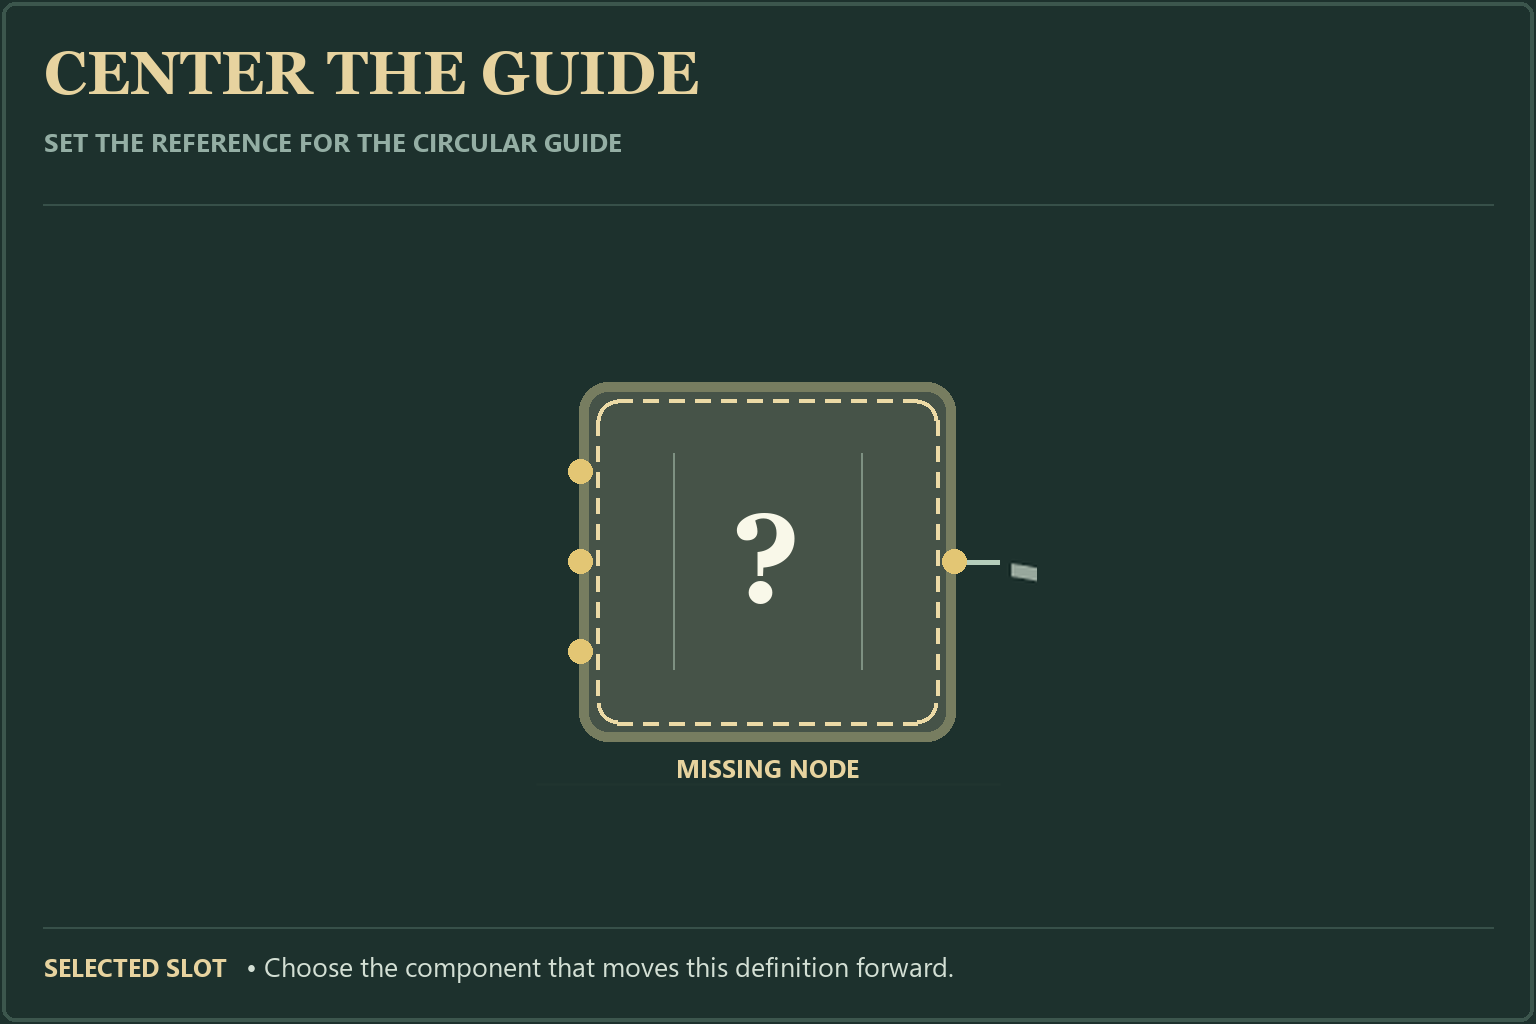 CENTER THE GUIDE
SET THE REFERENCE FOR THE CIRCULAR GUIDE
?
MISSING NODE
SELECTED SLOT • Choose the component that moves this definition forward.